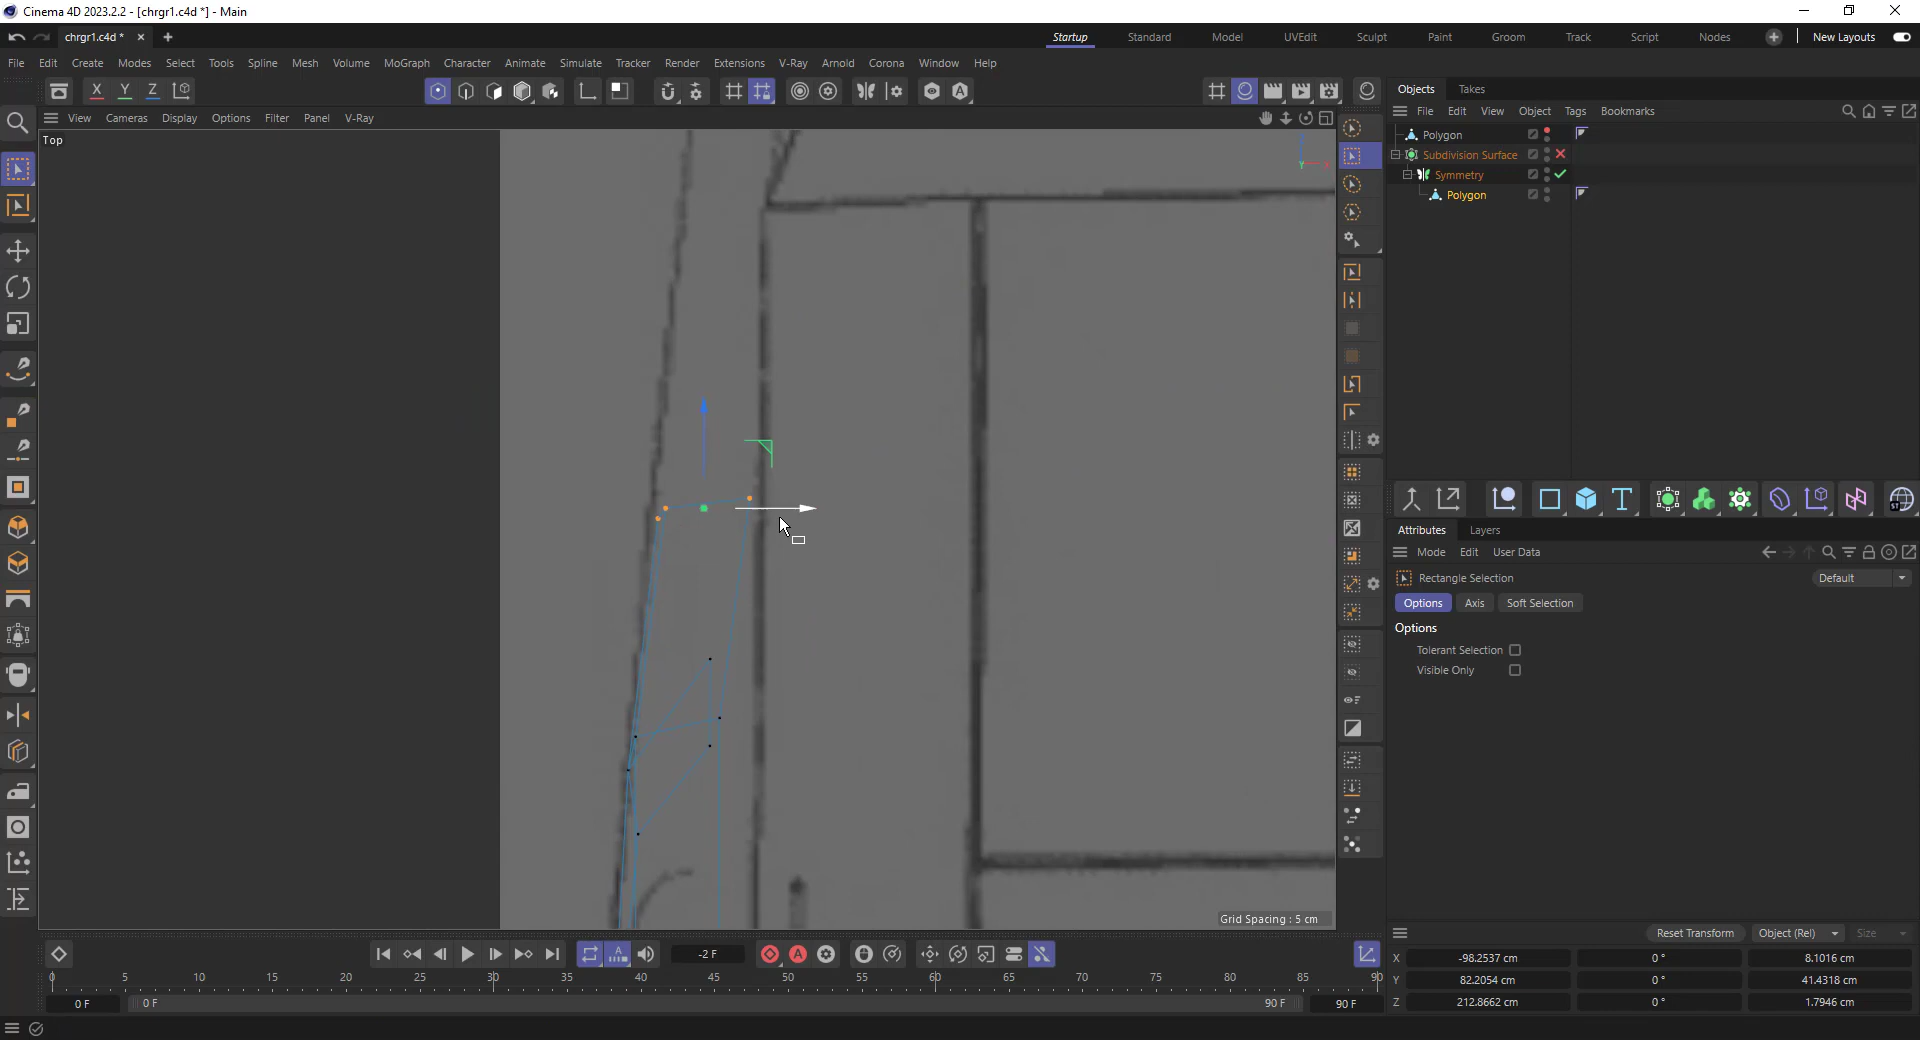 Cinema 4D 2023.2.2 - [chrgr1.c4d *] - Main
chrgr1.c4d *
Startup Standard Model UVEdit Sculpt Paint Groom Track Script Nodes New Layouts
File Edit Create Modes Select Tools Spline Mesh Volume MoGraph Character Animate Simulate Tracker Render Extensions V-Ray Arnold Corona Window Help
X Y Z
Objects Takes
View Cameras Display Options Filter Panel V-Ray
File Edit View Object Tags Bookmarks
Top
Y
Polygon
Subdivision Surface
Symmetry
Polygon
Attributes Layers
Mode Edit User Data
Rectangle Selection Default
Options Axis Soft Selection
Options
Tolerant Selection
Visible Only
Grid Spacing : 5 cm
Reset Transform Object (Rel) Size
-2 F
X -98.2537 cm 0 ° 8.1016 cm
Y 82.2054 cm 0 ° 41.4318 cm
Z 212.8662 cm 0 ° 1.7946 cm
0 5 10 15 20 25 30 35 40 45 50 55 60 65 70 75 80 85 90
0 F 0 F 90 F 90 F